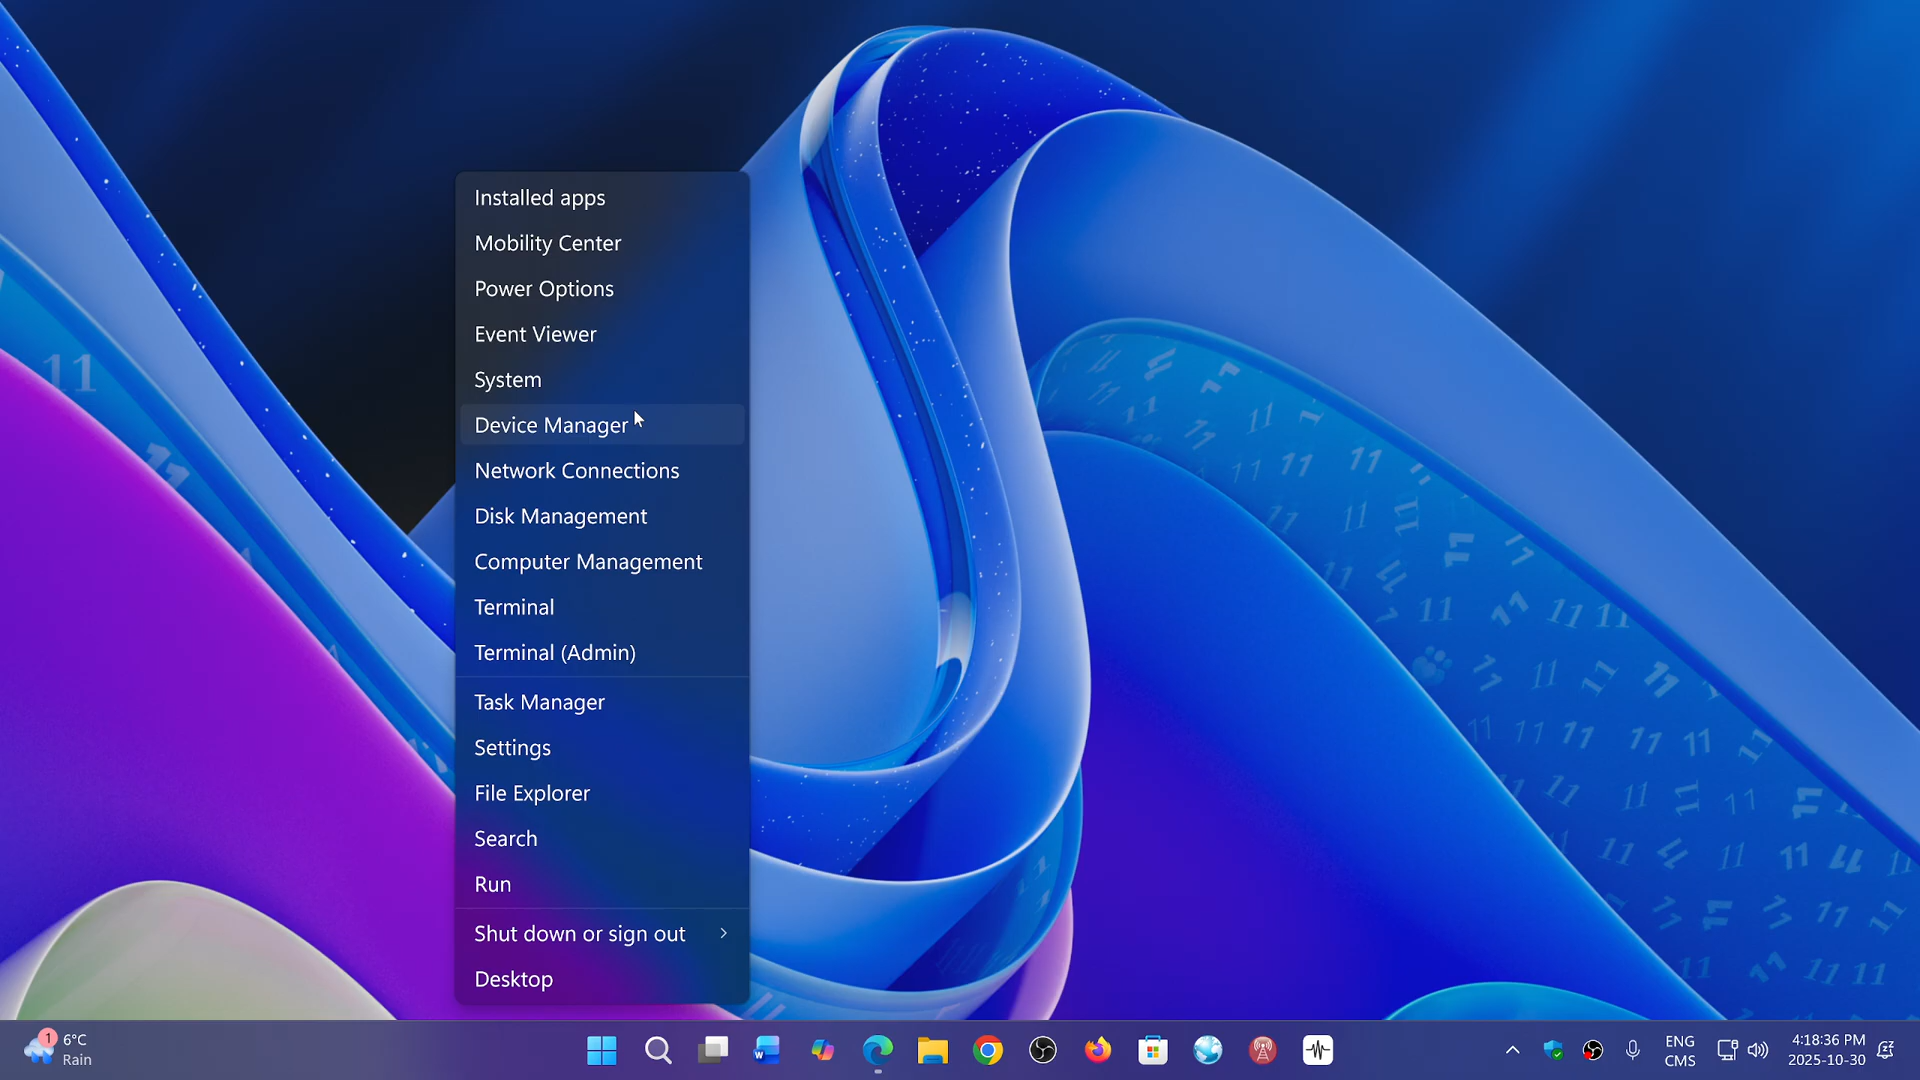 Installed apps
Mobility Center
Power Options
Event Viewer
System
Device Manager
Network Connections
Disk Management
Computer Management
Terminal
Terminal (Admin)
Task Manager
Settings
File Explorer
Search
Run
Shut down or sign out
Desktop
1
6°C
Rain
W
ENG
CMS
4:18:36 PM
2025-10-30